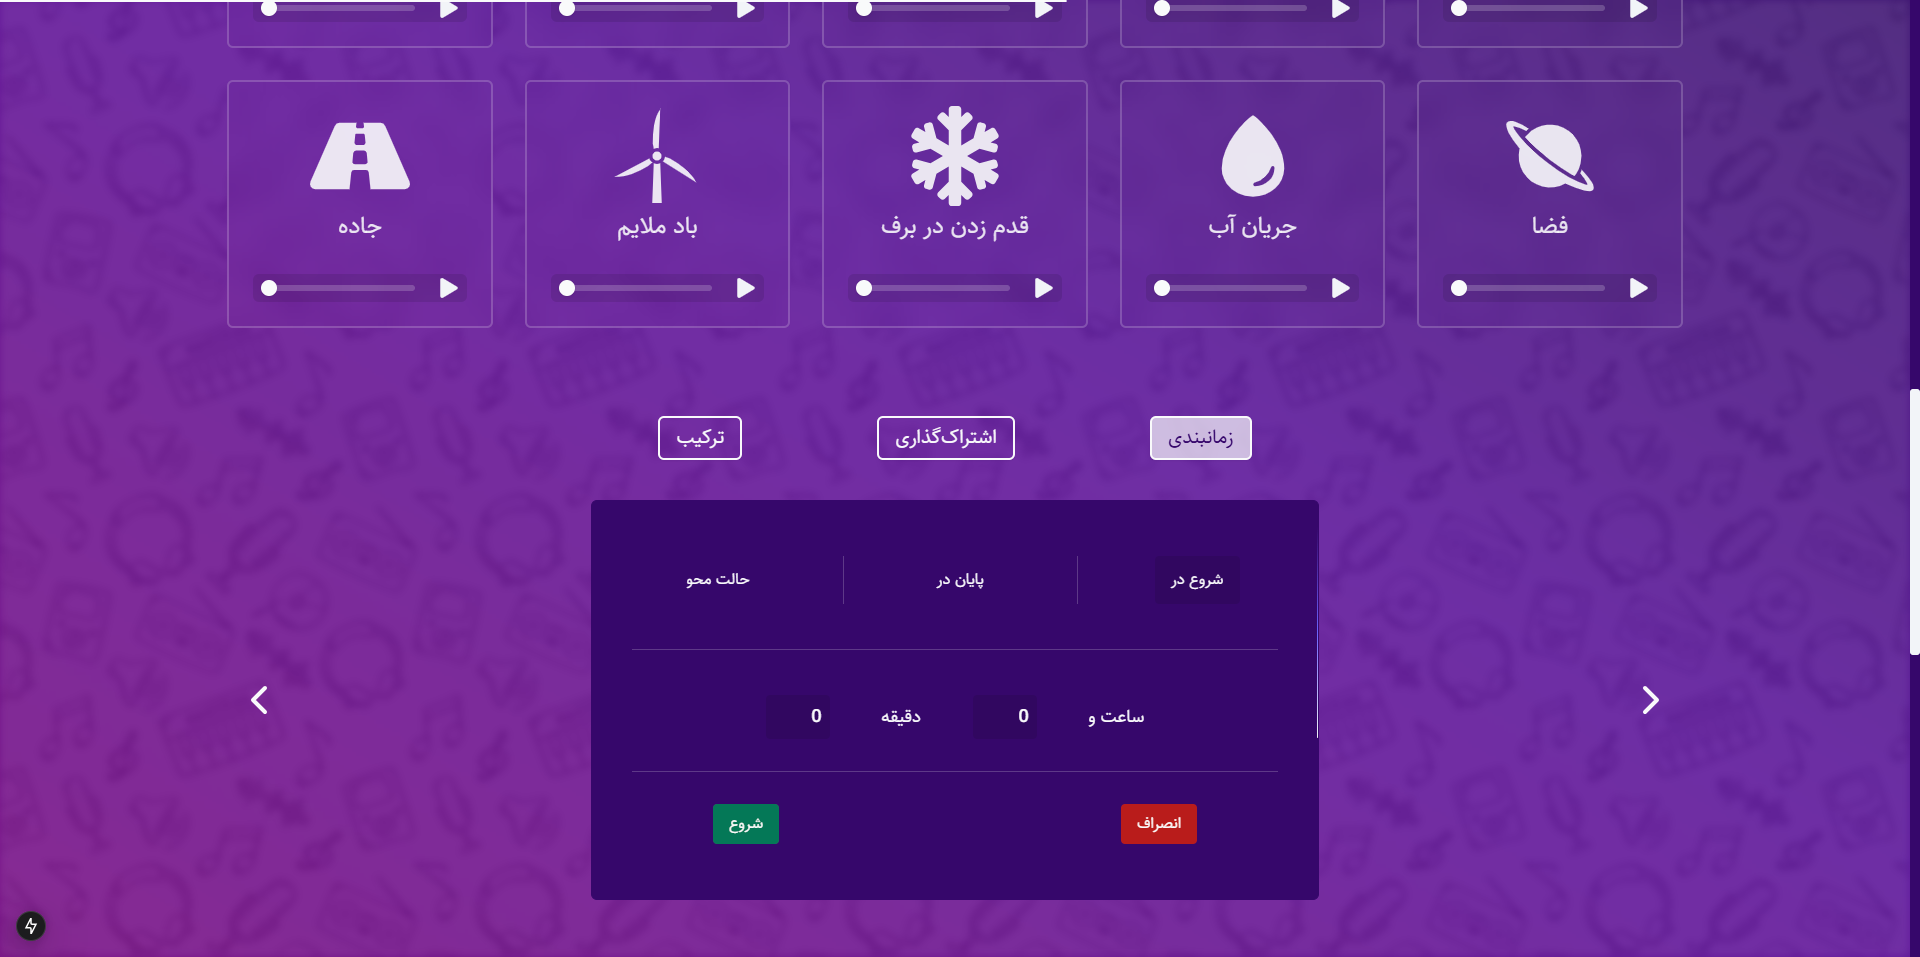 فضا
جریان آب
قدم زدن در برف
باد ملایم
جاده
زمانبندی
اشتراک‌گذاری
ترکیب
شروع در
پایان در
حالت محو
ساعت و
0
دقیقه
0
انصراف
شروع